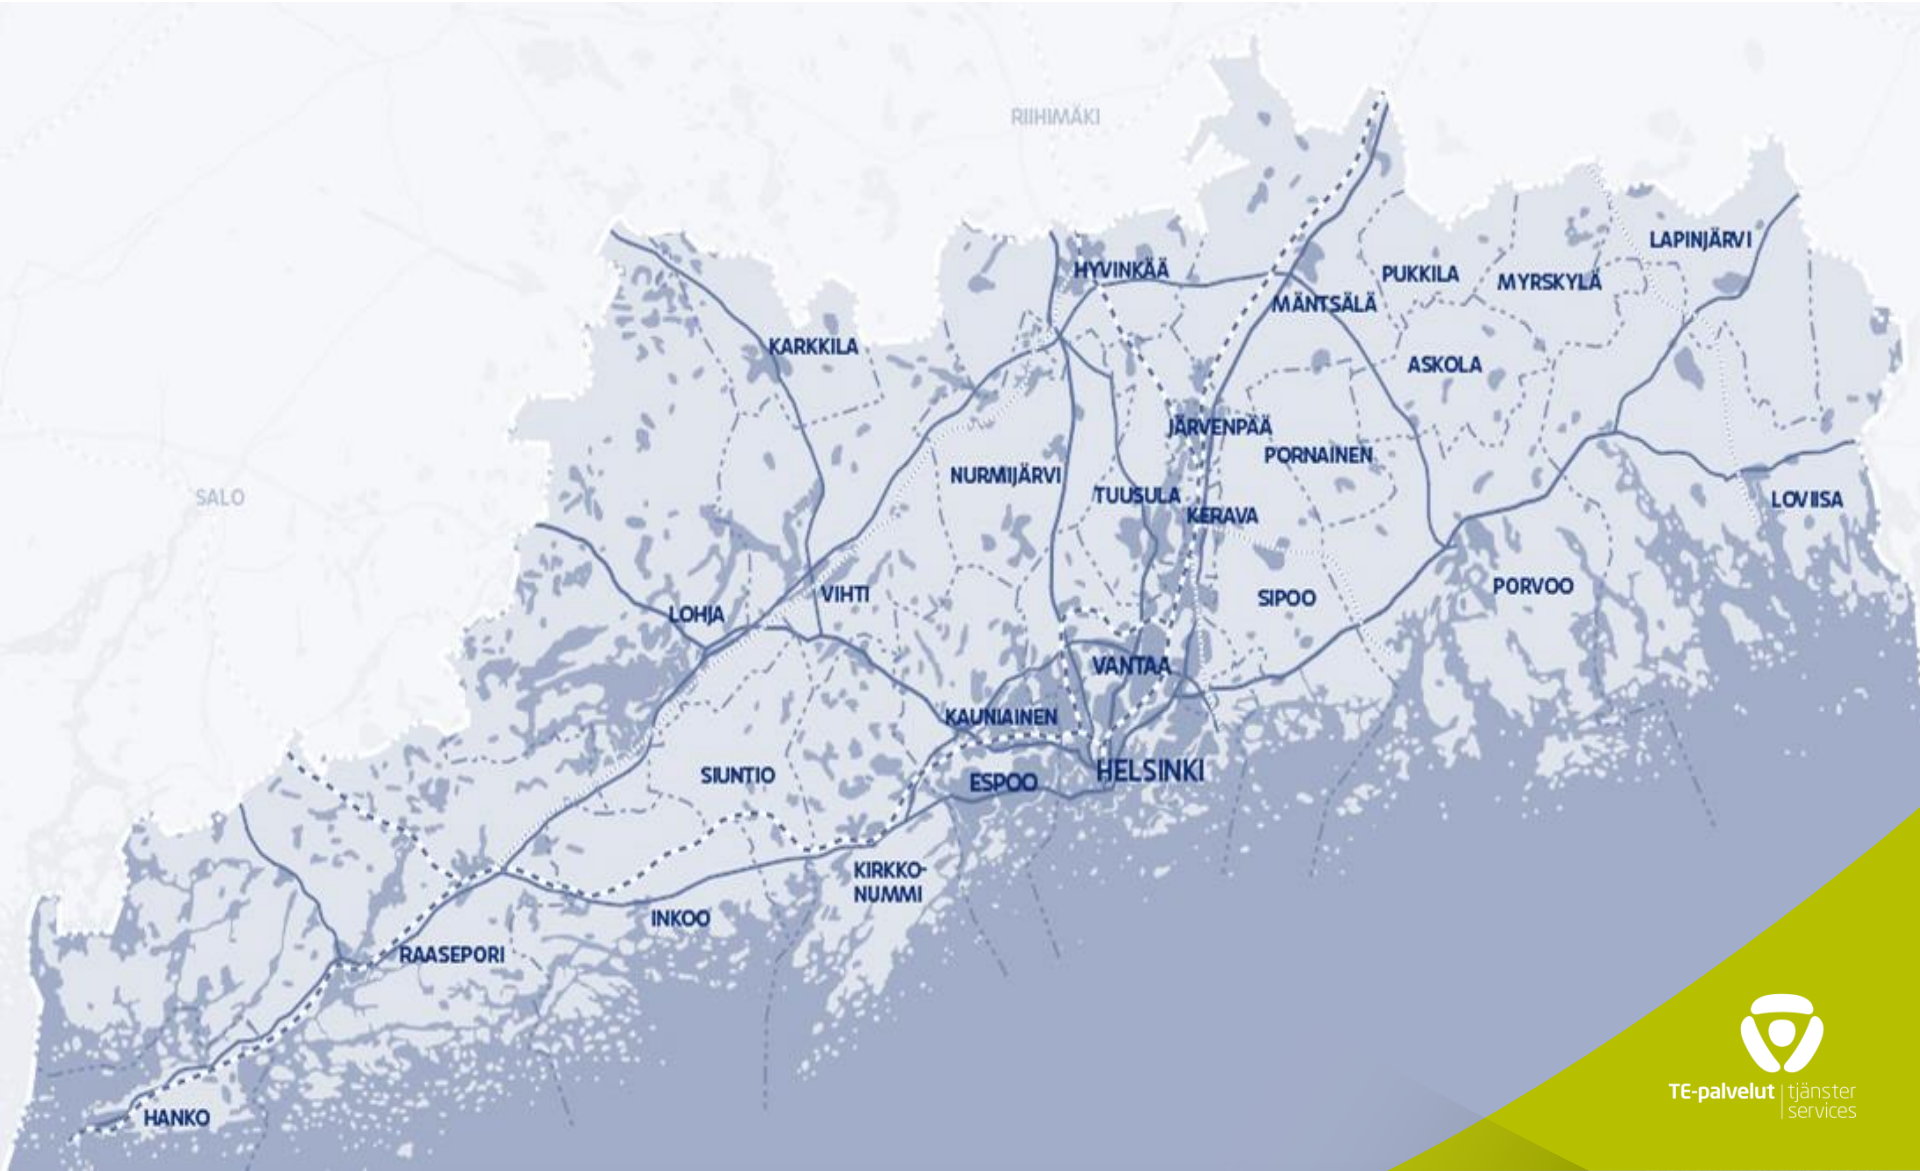 RIIHIMÄKI
LAPINJÄRVI
HYVINKÄÄ
PUKKILA
MYRSKYLÄ
MÄNTSÄLÄ
KARKKILA
ASKOLA
JÄRVENPÄÄ
PORNAINEN
NURMIJÄRVI
TUUSULA
SALO
LOVIISA
KERAVA
PORVOO
VIHTI
SIPOO
LOHJA
VANTAA
KAUNIAINEN
SIUNTIO
ESPOO
HELSINKI
KIRKKO-
NUMMI
INKOO
RAASEPORI
HANKO
TE-palvelut tjänster
services